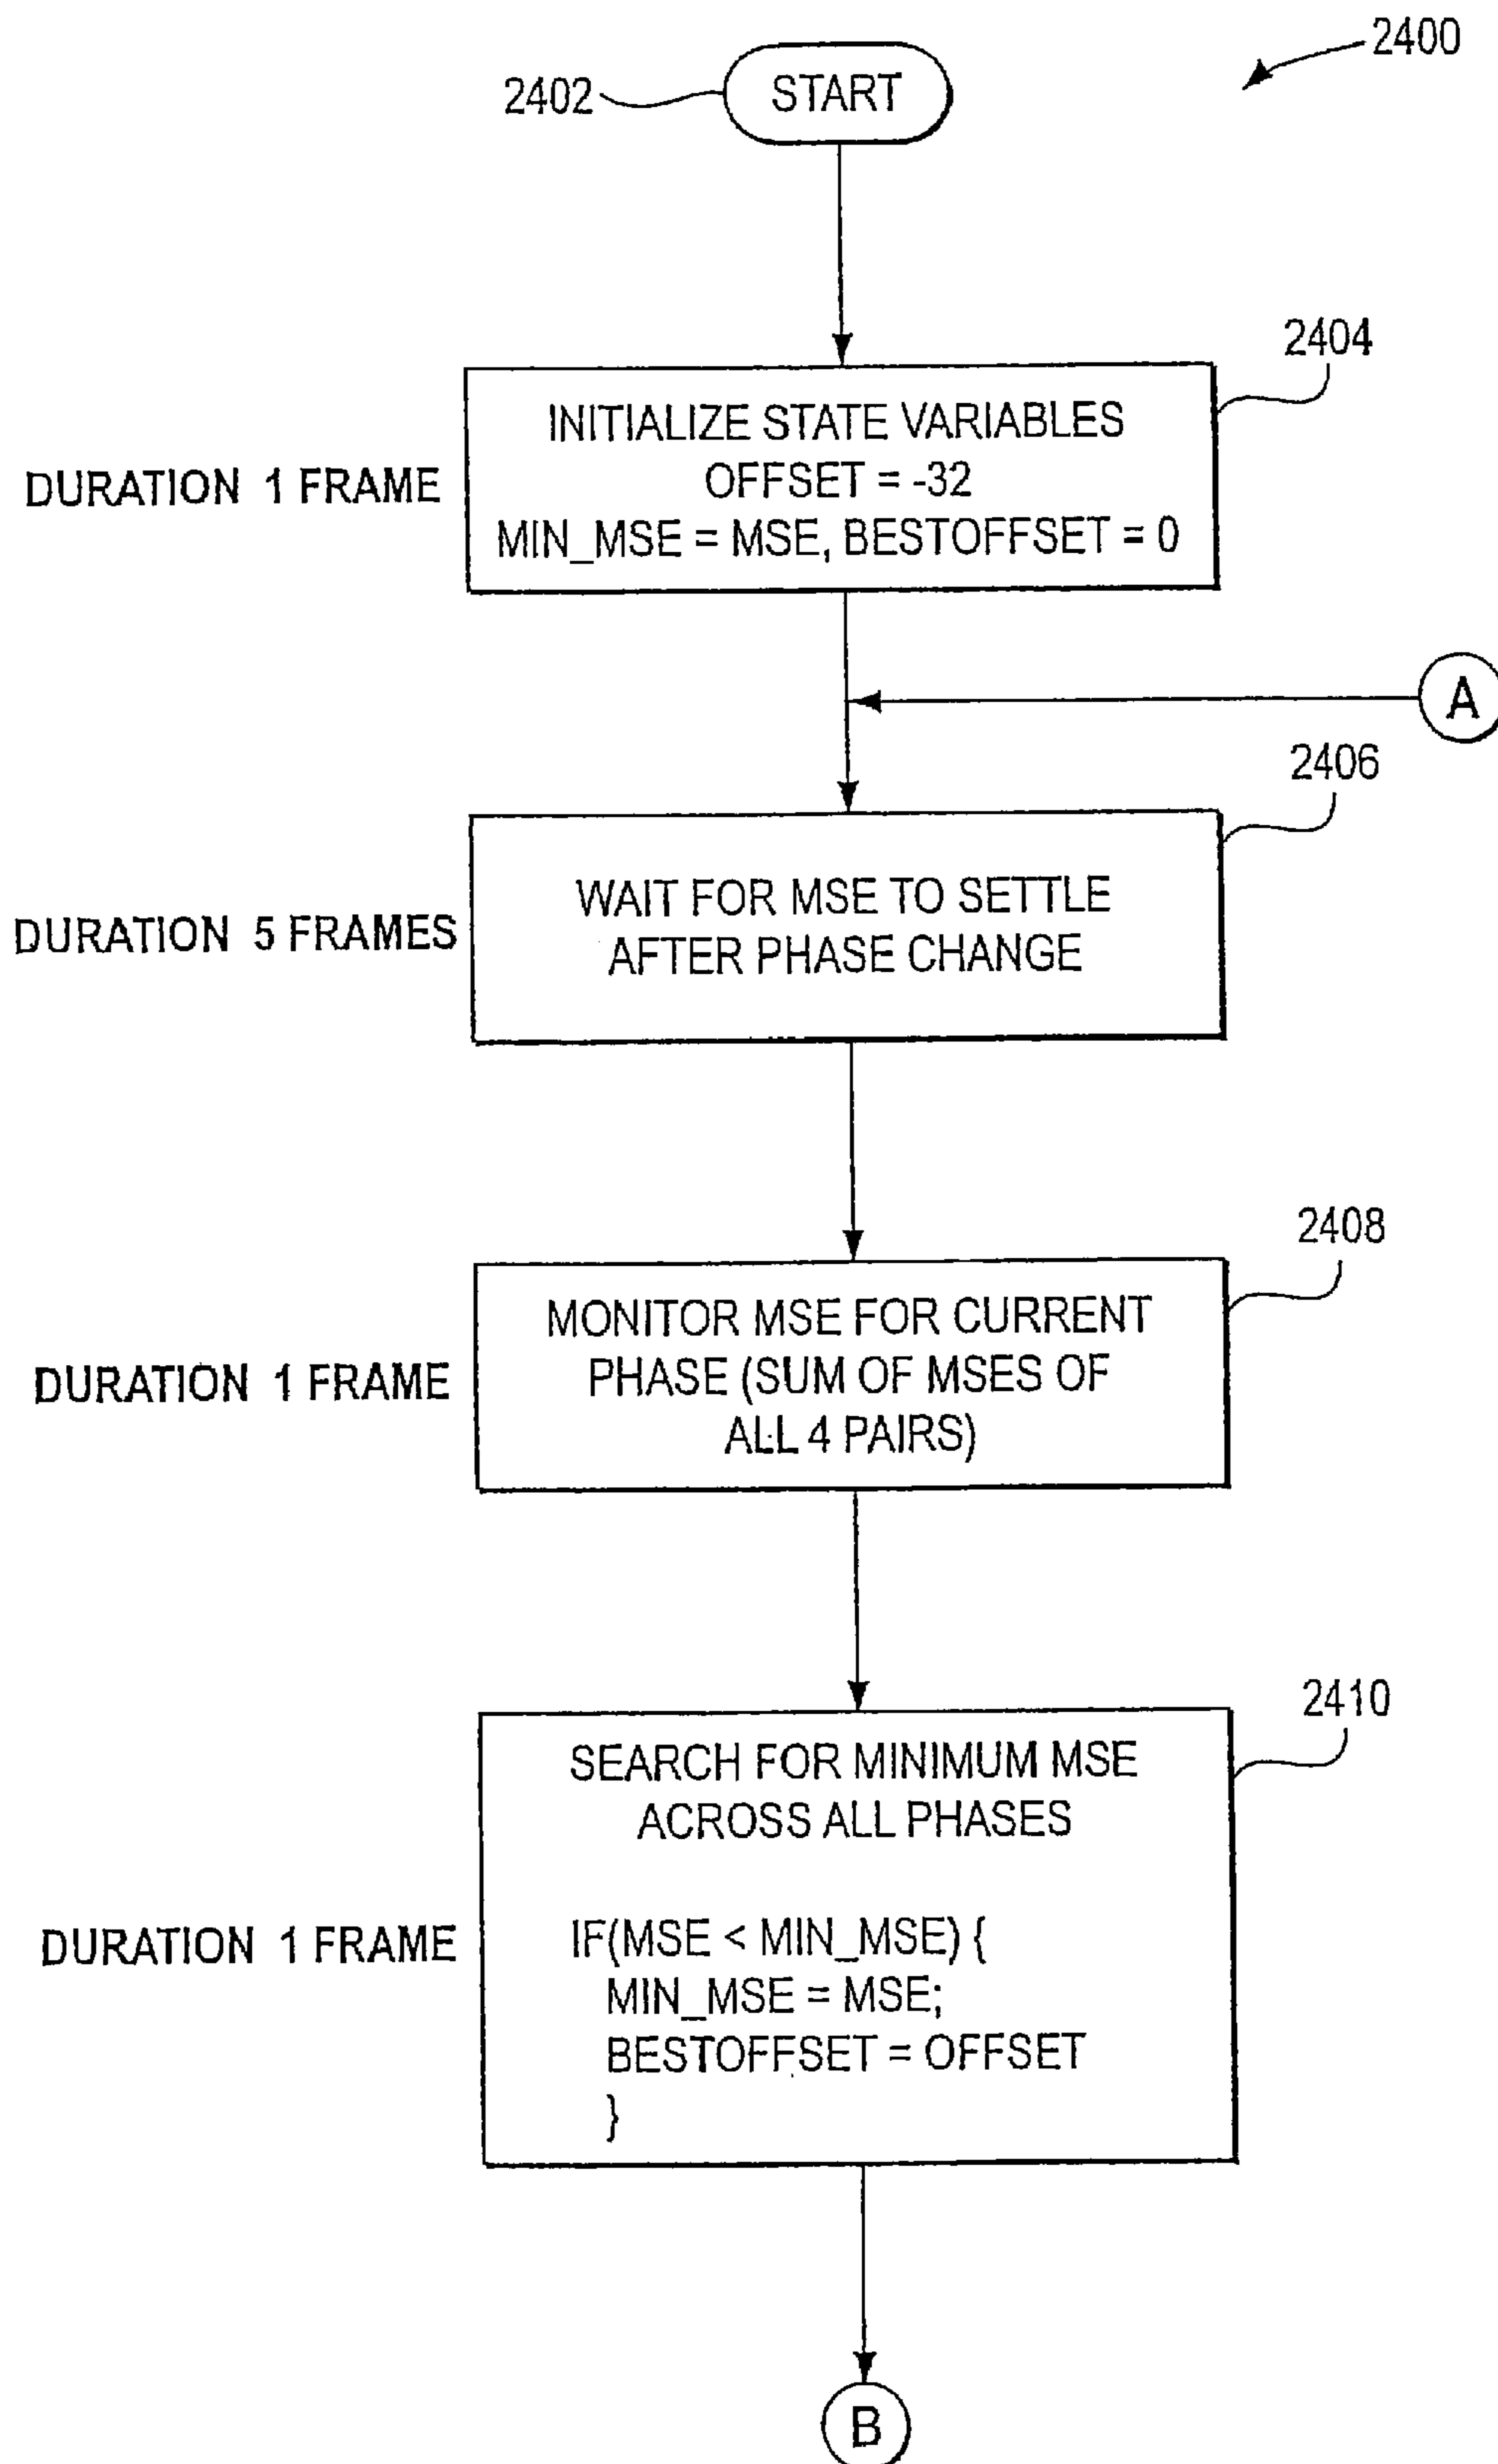 2400
2402
START
2404
INITIALIZE STATE VARIABLES
OFFSET = -32
MIN_MSE = MSE, BESTOFFSET = 0
DURATION 1 FRAME
A
2406
WAIT FOR MSE TO SETTLE
AFTER PHASE CHANGE
DURATION 5 FRAMES
2408
MONITOR MSE FOR CURRENT
PHASE (SUM OF MSES OF
ALL 4 PAIRS)
DURATION 1 FRAME
2410
SEARCH FOR MINIMUM MSE
ACROSS ALL PHASES
IF(MSE < MIN_MSE) {
MIN_MSE = MSE;
BESTOFFSET = OFFSET
}
DURATION 1 FRAME
B